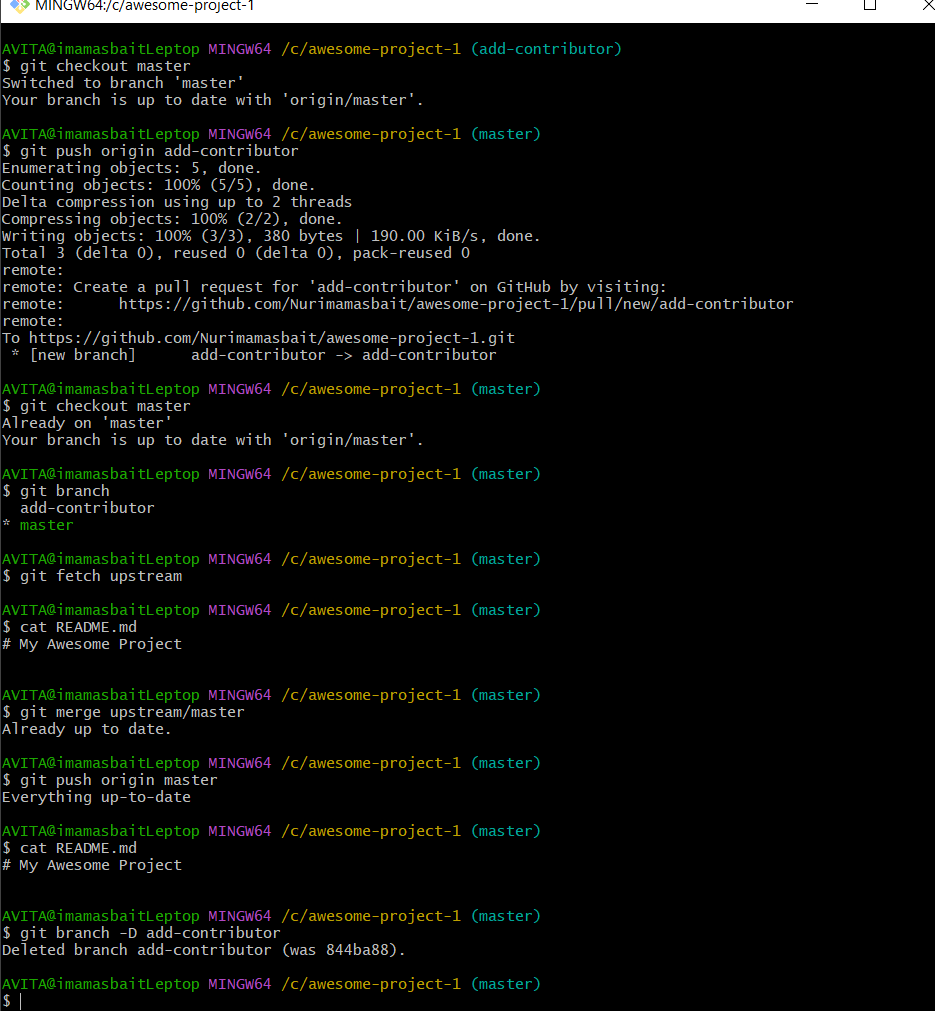 MINGW64:/c/awesome-project-1
AVITA@imamasbaitLeptop MINGW64 /c/awesome-project-1 (add-contributor)
$ git checkout master
Switched to branch 'master'
Your branch is up to date with 'origin/master'.
AVITA@imamasbaitLeptop MINGW64 /c/awesome-project-1 (master)
$ git push origin add-contributor
Enumerating objects: 5, done.
Counting objects: 100% (5/5), done.
Delta compression using up to 2 threads
Compressing objects: 100% (2/2), done.
Writing objects: 100% (3/3), 380 bytes | 190.00 KiB/s, done.
Total 3 (delta 0), reused 0 (delta 0), pack-reused 0
remote:
remote: Create a pull request for 'add-contributor' on GitHub by visiting:
remote:      https://github.com/Nurimamasbait/awesome-project-1/pull/new/add-contributor
remote:
To https://github.com/Nurimamasbait/awesome-project-1.git
 * [new branch]      add-contributor -> add-contributor
AVITA@imamasbaitLeptop MINGW64 /c/awesome-project-1 (master)
$ git checkout master
Already on 'master'
Your branch is up to date with 'origin/master'.
AVITA@imamasbaitLeptop MINGW64 /c/awesome-project-1 (master)
$ git branch
  add-contributor
* master
AVITA@imamasbaitLeptop MINGW64 /c/awesome-project-1 (master)
$ git fetch upstream
AVITA@imamasbaitLeptop MINGW64 /c/awesome-project-1 (master)
$ cat README.md
# My Awesome Project
AVITA@imamasbaitLeptop MINGW64 /c/awesome-project-1 (master)
$ git merge upstream/master
Already up to date.
AVITA@imamasbaitLeptop MINGW64 /c/awesome-project-1 (master)
$ git push origin master
Everything up-to-date
AVITA@imamasbaitLeptop MINGW64 /c/awesome-project-1 (master)
$ cat README.md
# My Awesome Project
AVITA@imamasbaitLeptop MINGW64 /c/awesome-project-1 (master)
$ git branch -D add-contributor
Deleted branch add-contributor (was 844ba88).
AVITA@imamasbaitLeptop MINGW64 /c/awesome-project-1 (master)
$